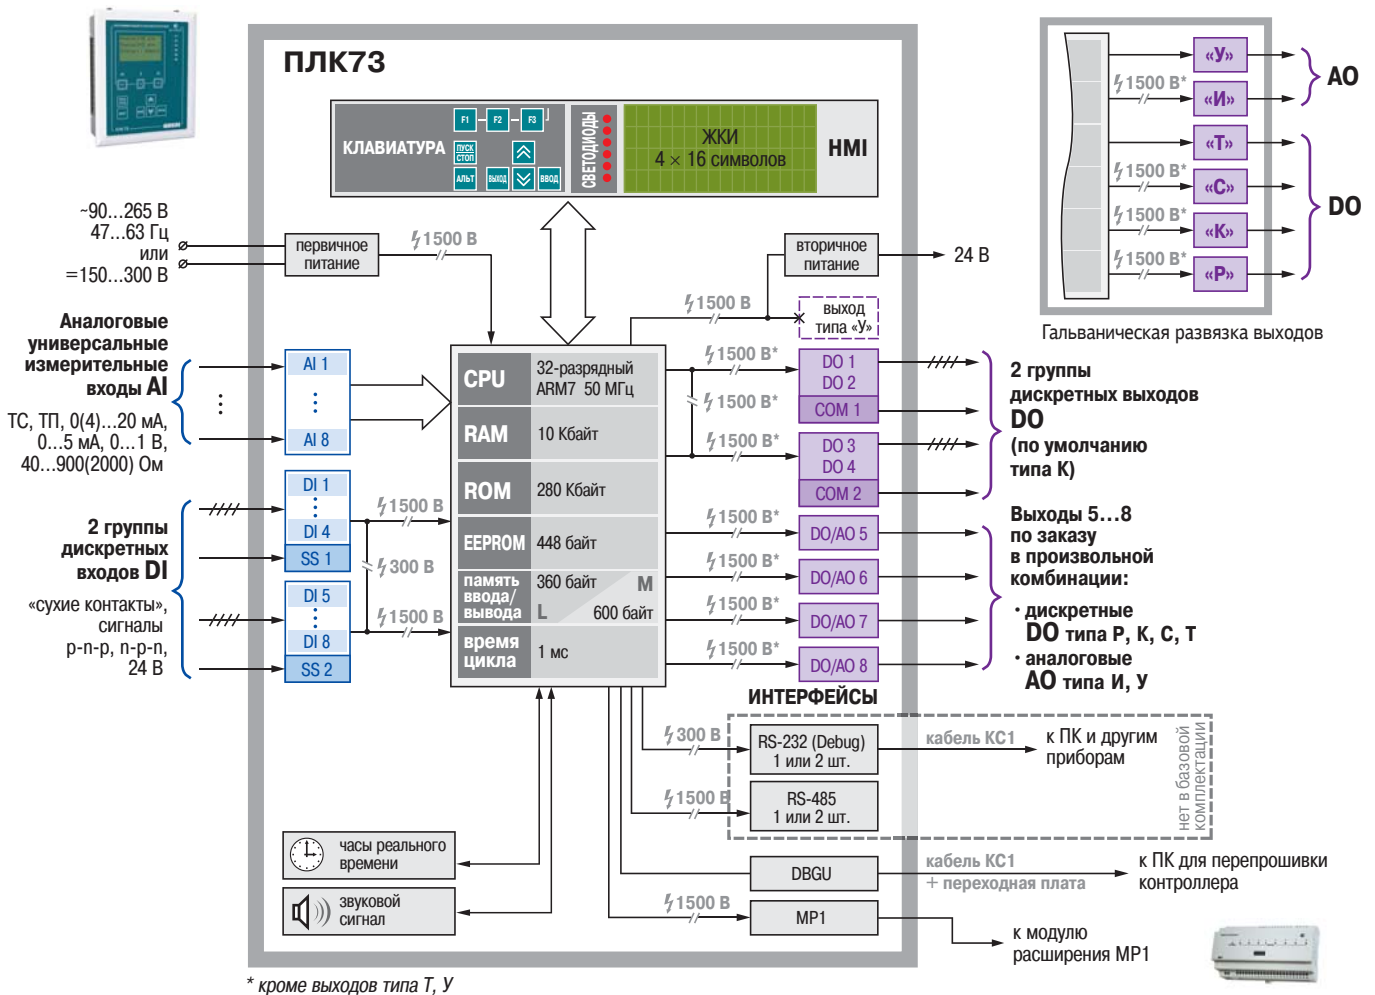 ПЛК73
КЛАВИАТУРА
F1
F2
F3
ПУСК
СТОП
АЛЬТ
ВЫХОД
ВВОД
СВЕТОДИОДЫ
ЖКИ
4 × 16 символов
HMI
~90...265 В
47...63 Гц
или
=150...300 В
первичное
питание
1500 В
вторичное
питание
24 В
1500 В
выход
типа «У»
Аналоговые
универсальные
измерительные
входы AI
ТС, ТП, 0(4)...20 мА,
0...5 мА, 0...1 В,
40...900(2000) Ом
AI 1
AI 8
2 группы
дискретных
входов DI
«сухие контакты»,
сигналы
p-n-p, n-p-n,
24 В
DI 1
DI 4
SS 1
DI 5
DI 8
SS 2
1500 В
300 В
1500 В
CPU
32-разрядный
ARM7 50 МГц
RAM
10 Кбайт
ROM
280 Кбайт
EEPROM
448 байт
память
ввода/
вывода
360 байт
M
L
600 байт
время
цикла
1 мс
1500 В*
1500 В*
1500 В*
1500 В*
1500 В*
1500 В*
1500 В*
DO 1
DO 2
COM 1
DO 3
DO 4
COM 2
DO/AO 5
DO/AO 6
DO/AO 7
DO/AO 8
2 группы
дискретных выходов
DO
(по умолчанию
типа К)
Выходы 5...8
по заказу
в произвольной
комбинации:
· дискретные
DO типа Р, К, С, Т
· аналоговые
AO типа И, У
ИНТЕРФЕЙСЫ
300 В
RS-232 (Debug)
1 или 2 шт.
кабель КС1
к ПК и другим
приборам
1500 В
RS-485
1 или 2 шт.
нет в базовой
комплектации
DBGU
кабель КС1
+ переходная плата
к ПК для перепрошивки
контроллера
1500 В
МР1
к модулю
расширения МР1
часы реального
времени
звуковой
сигнал
* кроме выходов типа Т, У
«У»
1500 В*
«И»
AO
«Т»
1500 В*
«С»
1500 В*
«К»
1500 В*
«Р»
DO
Гальваническая развязка выходов